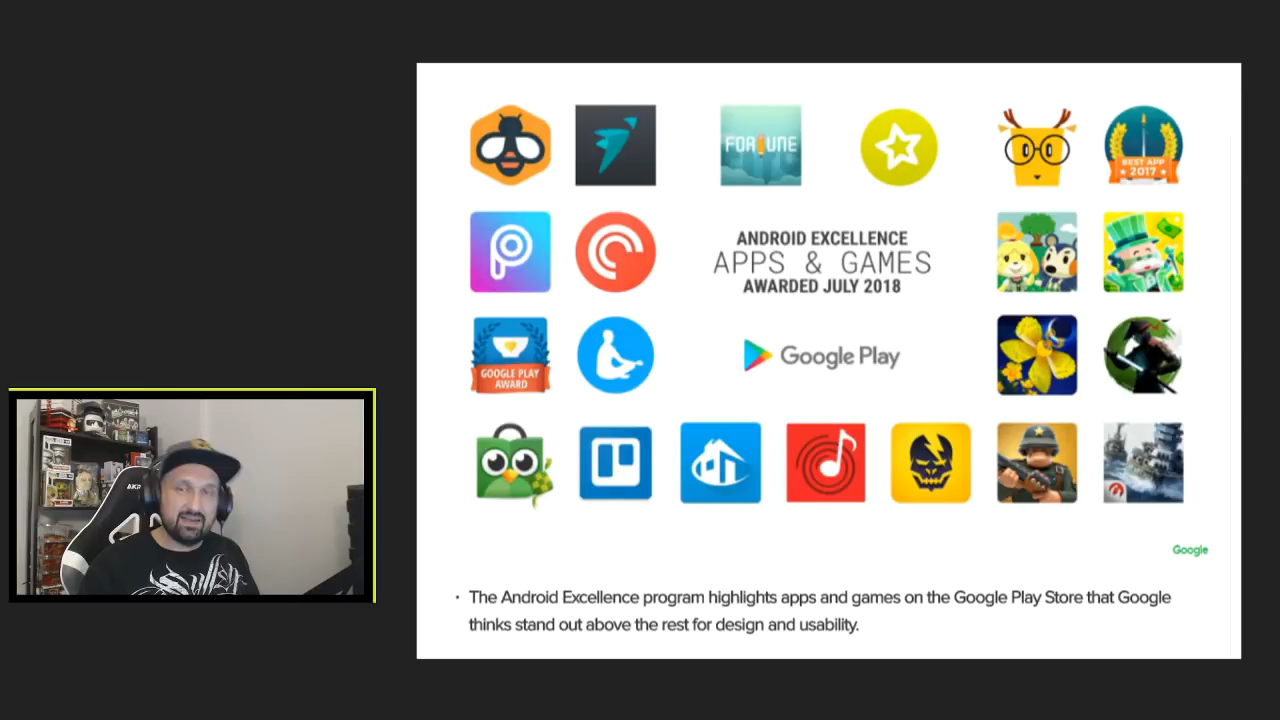 FORTUNE
BEST APP
2017
ANDROID EXCELLENCE
APPS & GAMES
AWARDED JULY 2018
GOOGLE PLAY
AWARD
Google Play
Google
· The Android Excellence program highlights apps and games on the Google Play Store that Google
thinks stand out above the rest for design and usability.